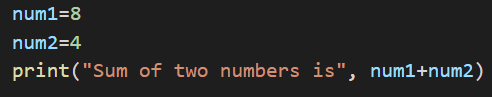 num1=8
num2=4
print("Sum of two numbers is", num1+num2)